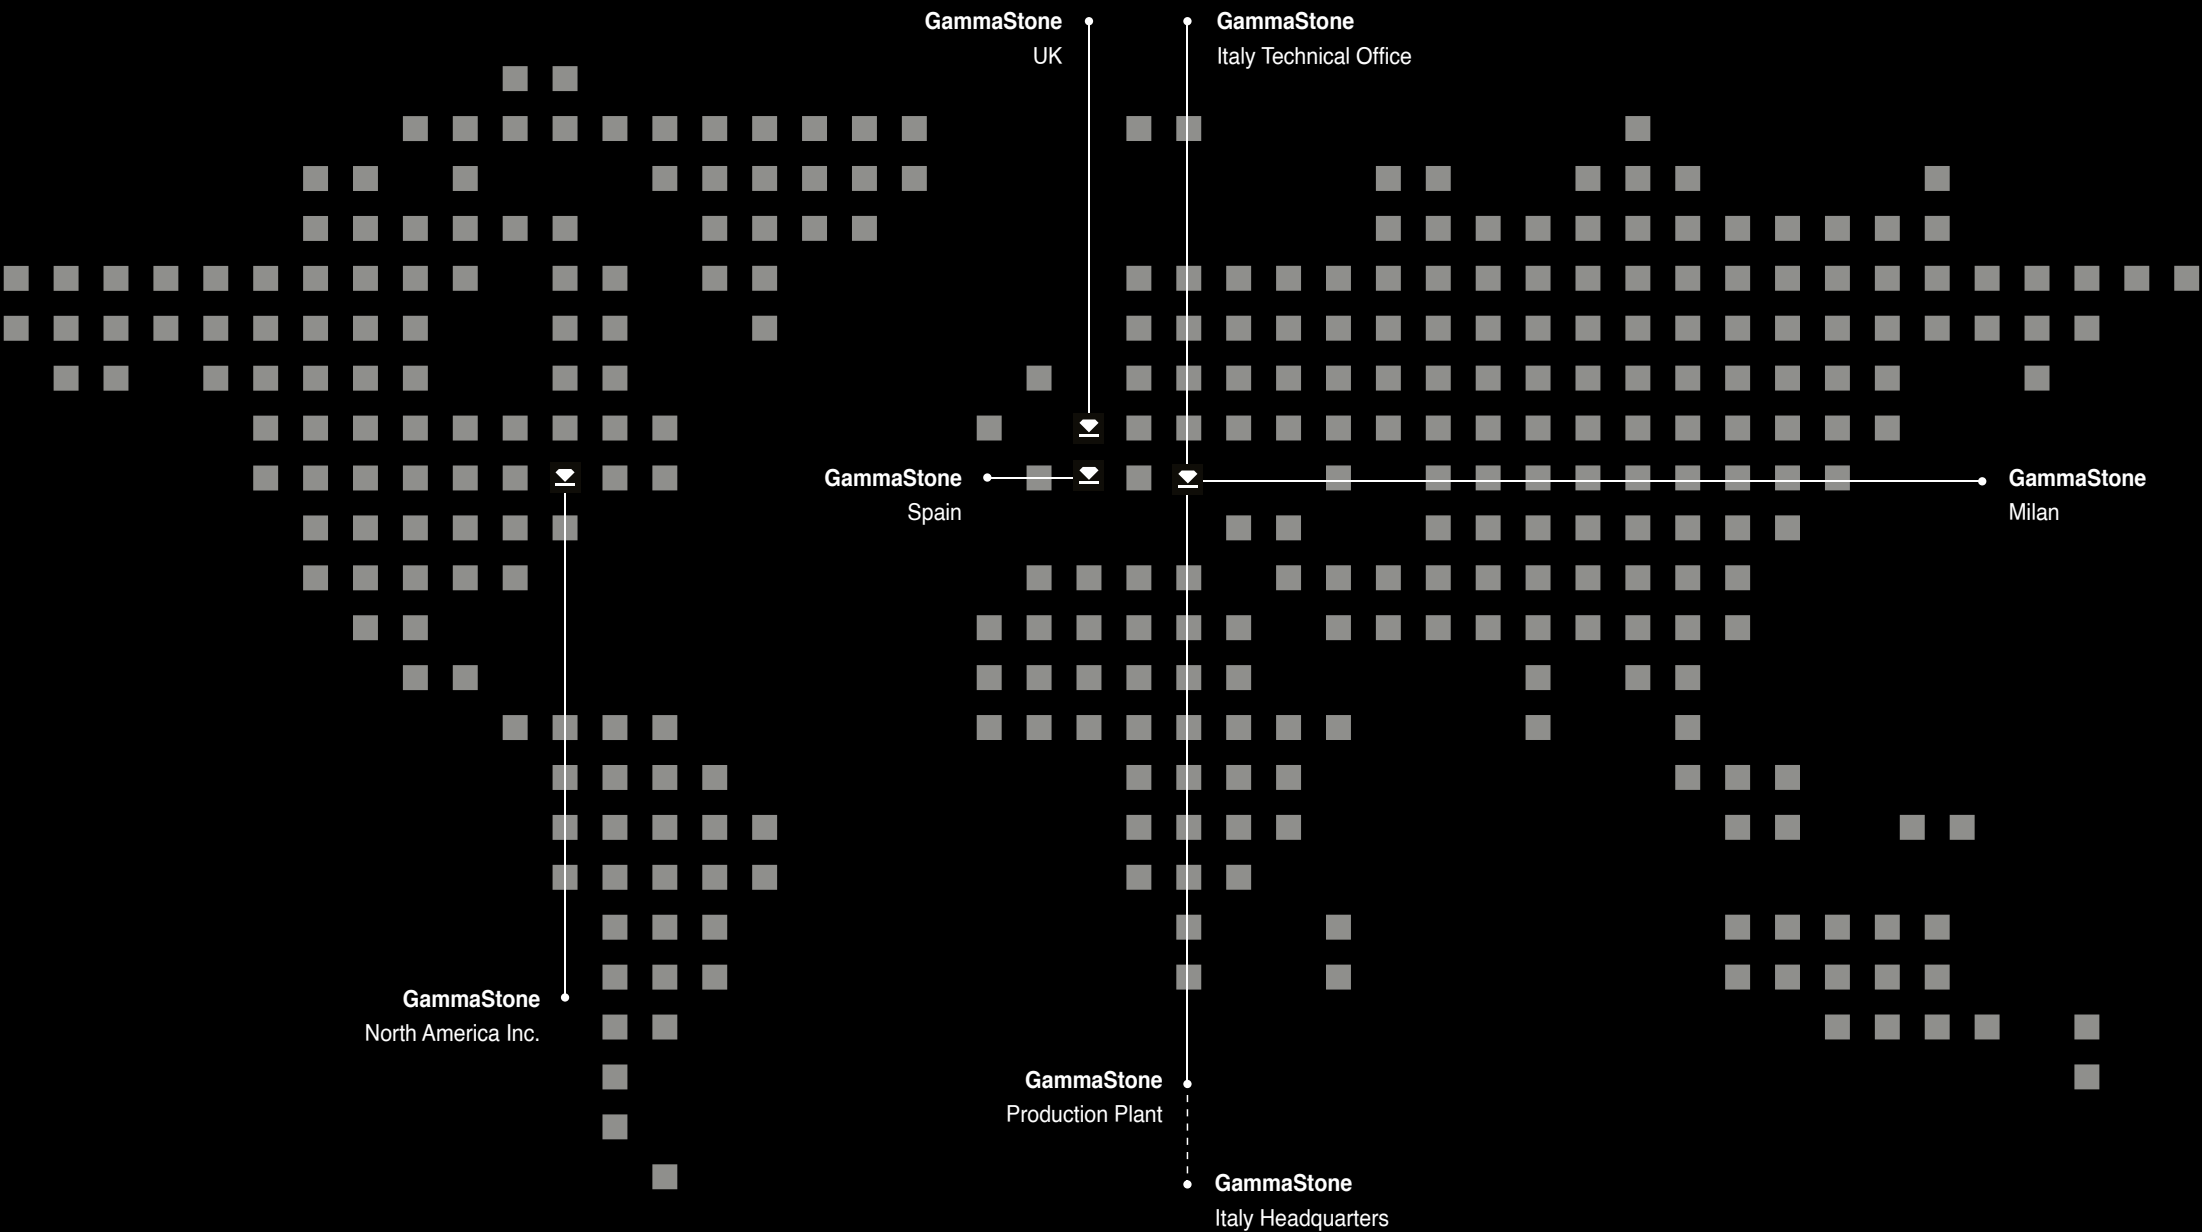 GammaStone
UK
GammaStone
Italy Technical Office
GammaStone
Spain
GammaStone
Milan
GammaStone
North America Inc.
GammaStone
Production Plant
GammaStone
Italy Headquarters